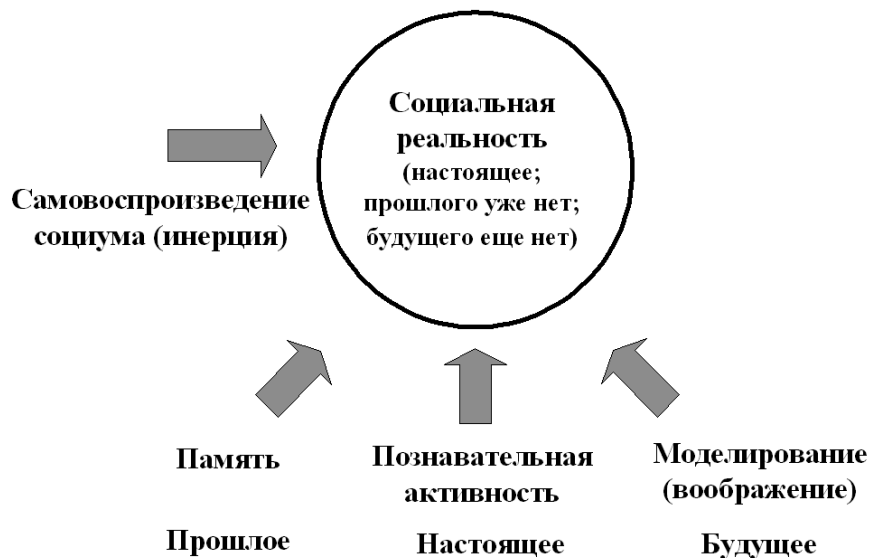 Социальная
реальность
(настоящее;
прошлого уже нет;
будущего еще нет)
Самовоспроизведение
социума (инерция)
Память
Познавательная
активность
Моделирование
(воображение)
Прошлое
Настоящее
Будущее